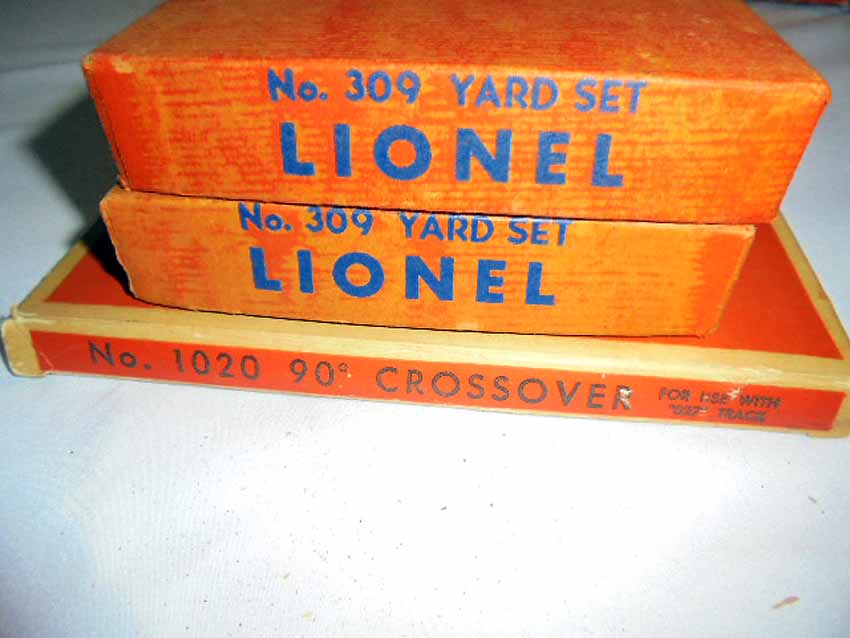 No. 309 YARD SET
LIONEL
No. 309 YARD SET
LIONEL
No. 1020 90° CROSSOVER
FOR USE WITH
"027" TRACK